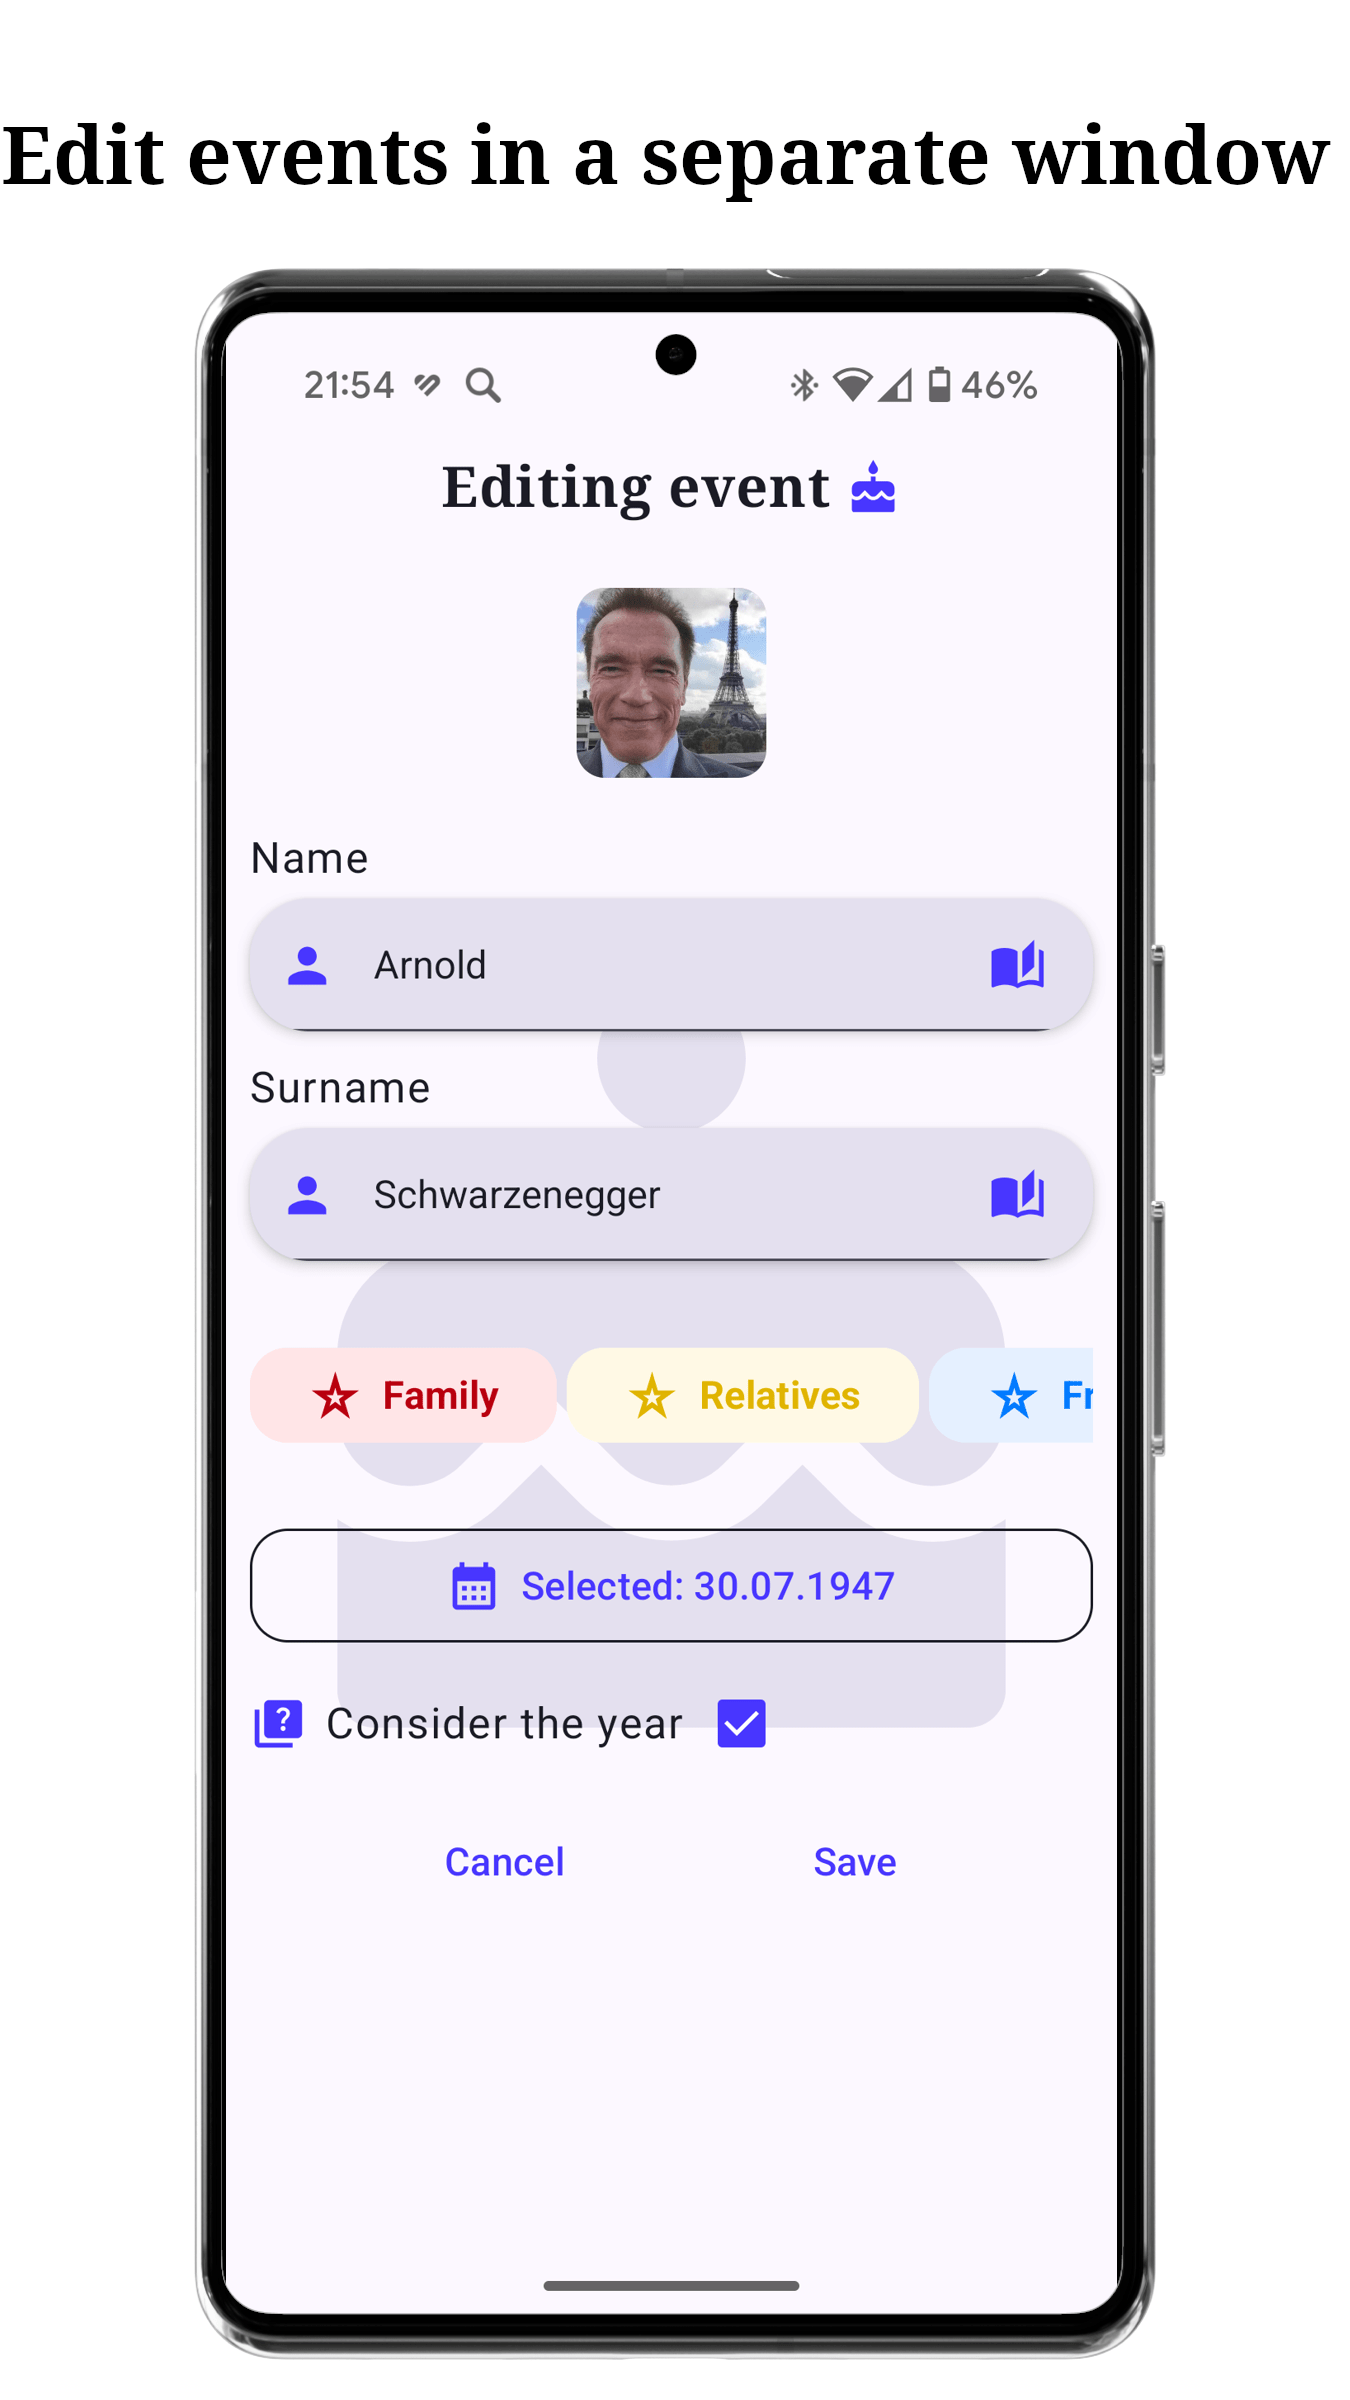 Edit events in a separate window
21:54 46%
Editing event
Name
Arnold
Surname
Schwarzenegger
Family Relatives Fr
Selected: 30.07.1947
Consider the year
Cancel Save